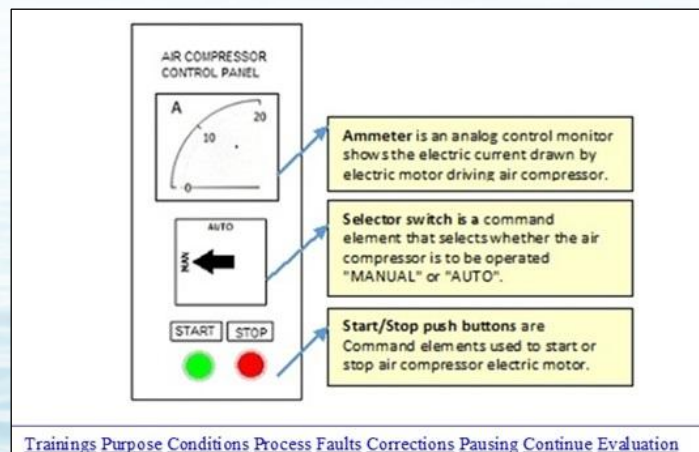 AIR COMPRESSOR
CONTROL PANEL
A
20
10
0
Ammeter is an analog control monitor
shows the electric current drawn by
electric motor driving air compressor.
AUTO
MAN
Selector switch is a command
element that selects whether the air
compressor is to be operated
"MANUAL" or "AUTO".
START STOP
Start/Stop push buttons are
Command elements used to start or
stop air compressor electric motor.
Trainings Purpose Conditions Process Faults Corrections Pausing Continue Evaluation